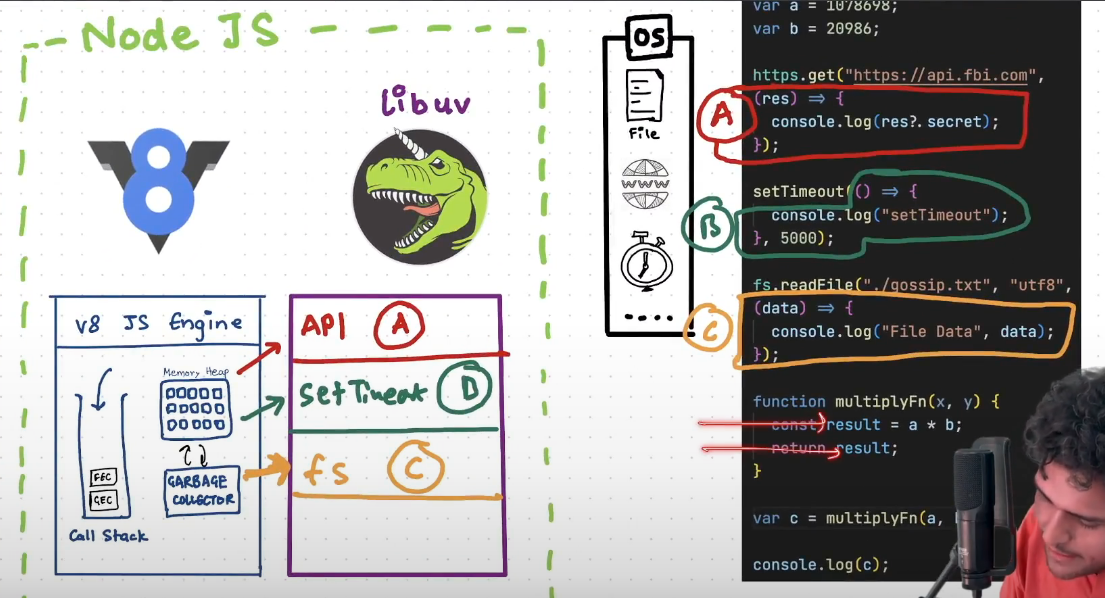 Node JS
libuv
8
V8 JS Engine
Memory Heap
FEC
GEC
GARBAGE
COLLECTOR
Call Stack
API A
B
fs C
OS
File
WWW
A
B
C
var a = 1078698;
var b = 20986;
https.get("https://api.fbi.com",
(res) => {
console.log(res?.secret);
});
setTimeout(() => {
console.log("setTimeout");
}, 5000);
fs.readFile("./gossip.txt", "utf8",
(data) => {
console.log("File Data", data);
});
function multiplyFn(x, y) {
const result = a * b;
return result;
}
var c = multiplyFn(a,
console.log(c);